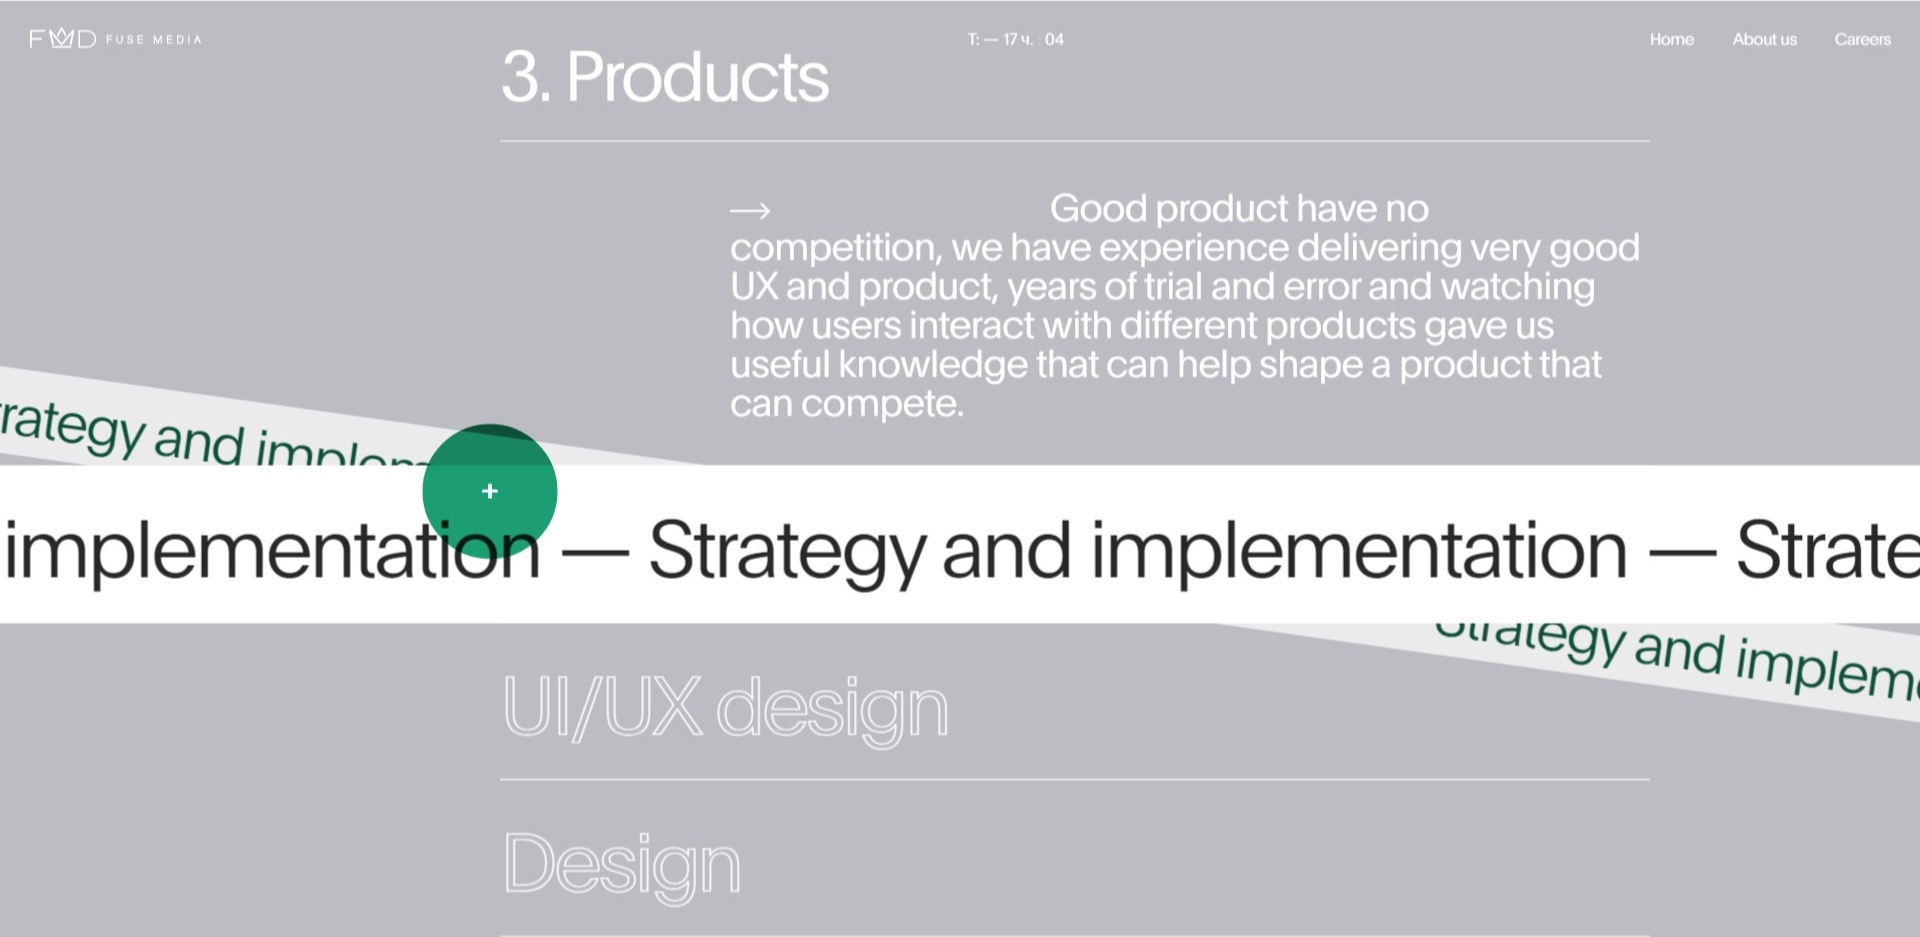 FWD FUSE MEDIA
T: — 17 ч. : 04
Home
About us
Careers
3. Products
→ Good product have no
competition, we have experience delivering very good
UX and product, years of trial and error and watching
how users interact with different products gave us
useful knowledge that can help shape a product that
can compete.
rategy and implem
+
implementation — Strategy and implementation — Strate
Strategy and implem
UI/UX design
Design